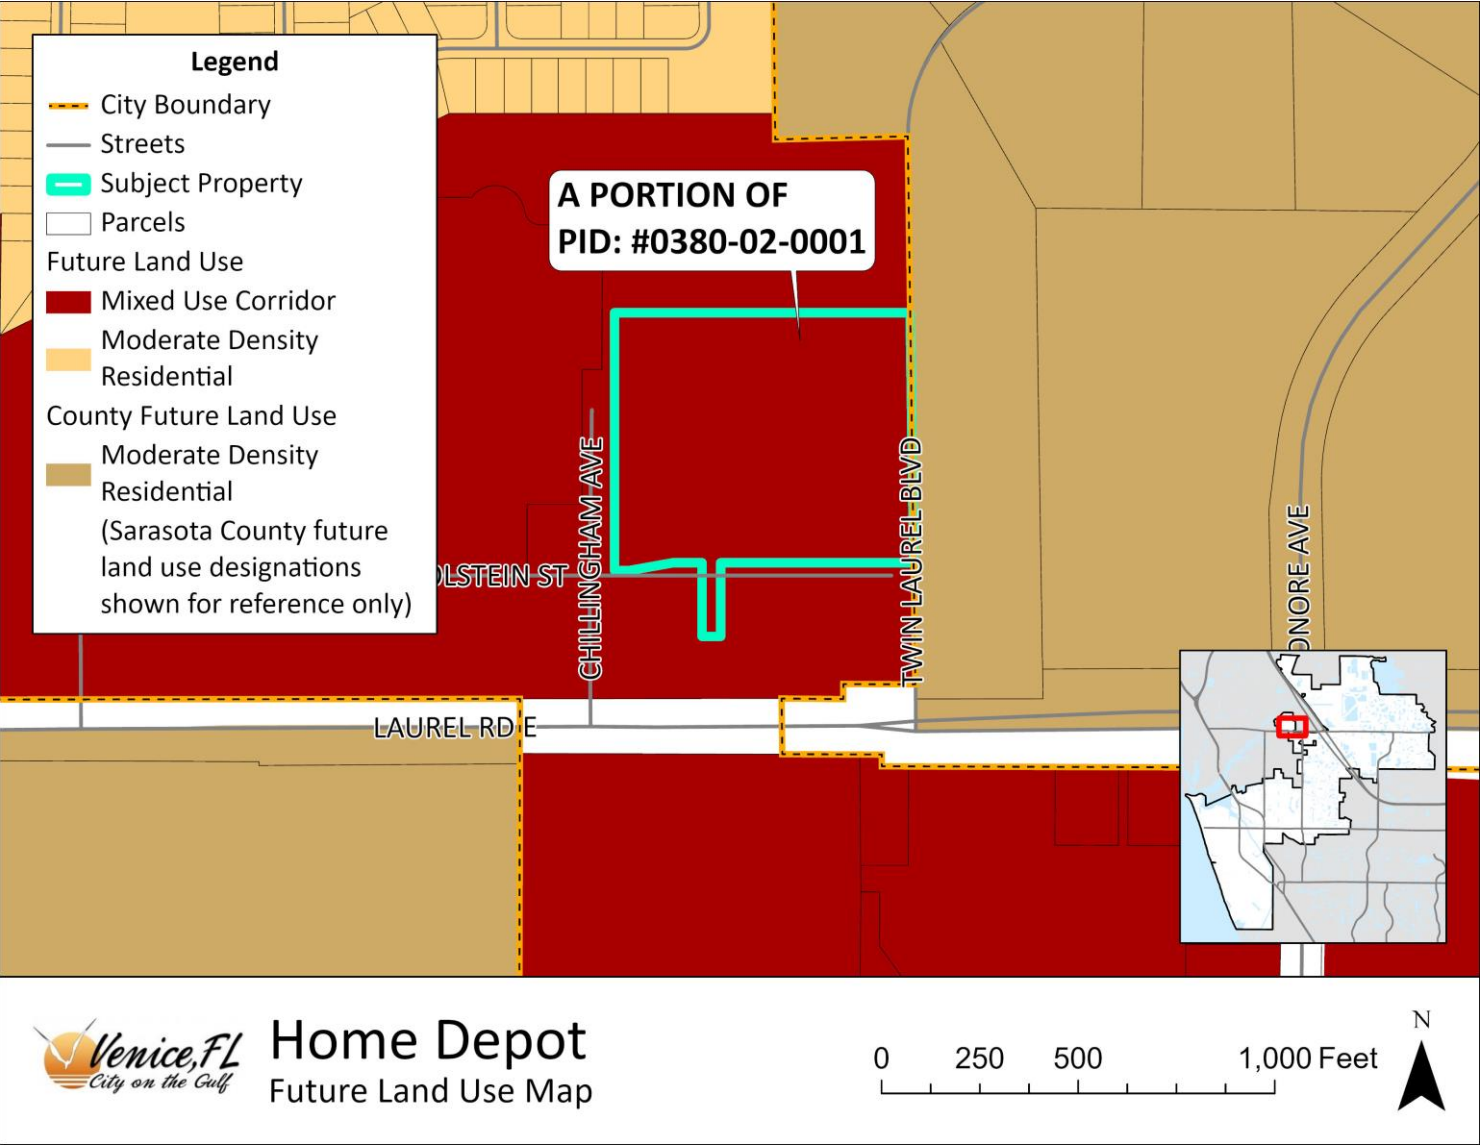 Legend
City Boundary
Streets
Subject Property
Parcels
Future Land Use
Mixed Use Corridor
Moderate Density
Residential
County Future Land Use
Moderate Density
Residential
(Sarasota County future
land use designations
shown for reference only)
A PORTION OF
PID: #0380-02-0001
CHILLINGHAM AVE
TWIN LAUREL BLVD
OLSTEIN ST
ONORE AVE
LAUREL RD E
Venice, FL
City on the Gulf
Home Depot
Future Land Use Map
0 250 500 1,000 Feet
N